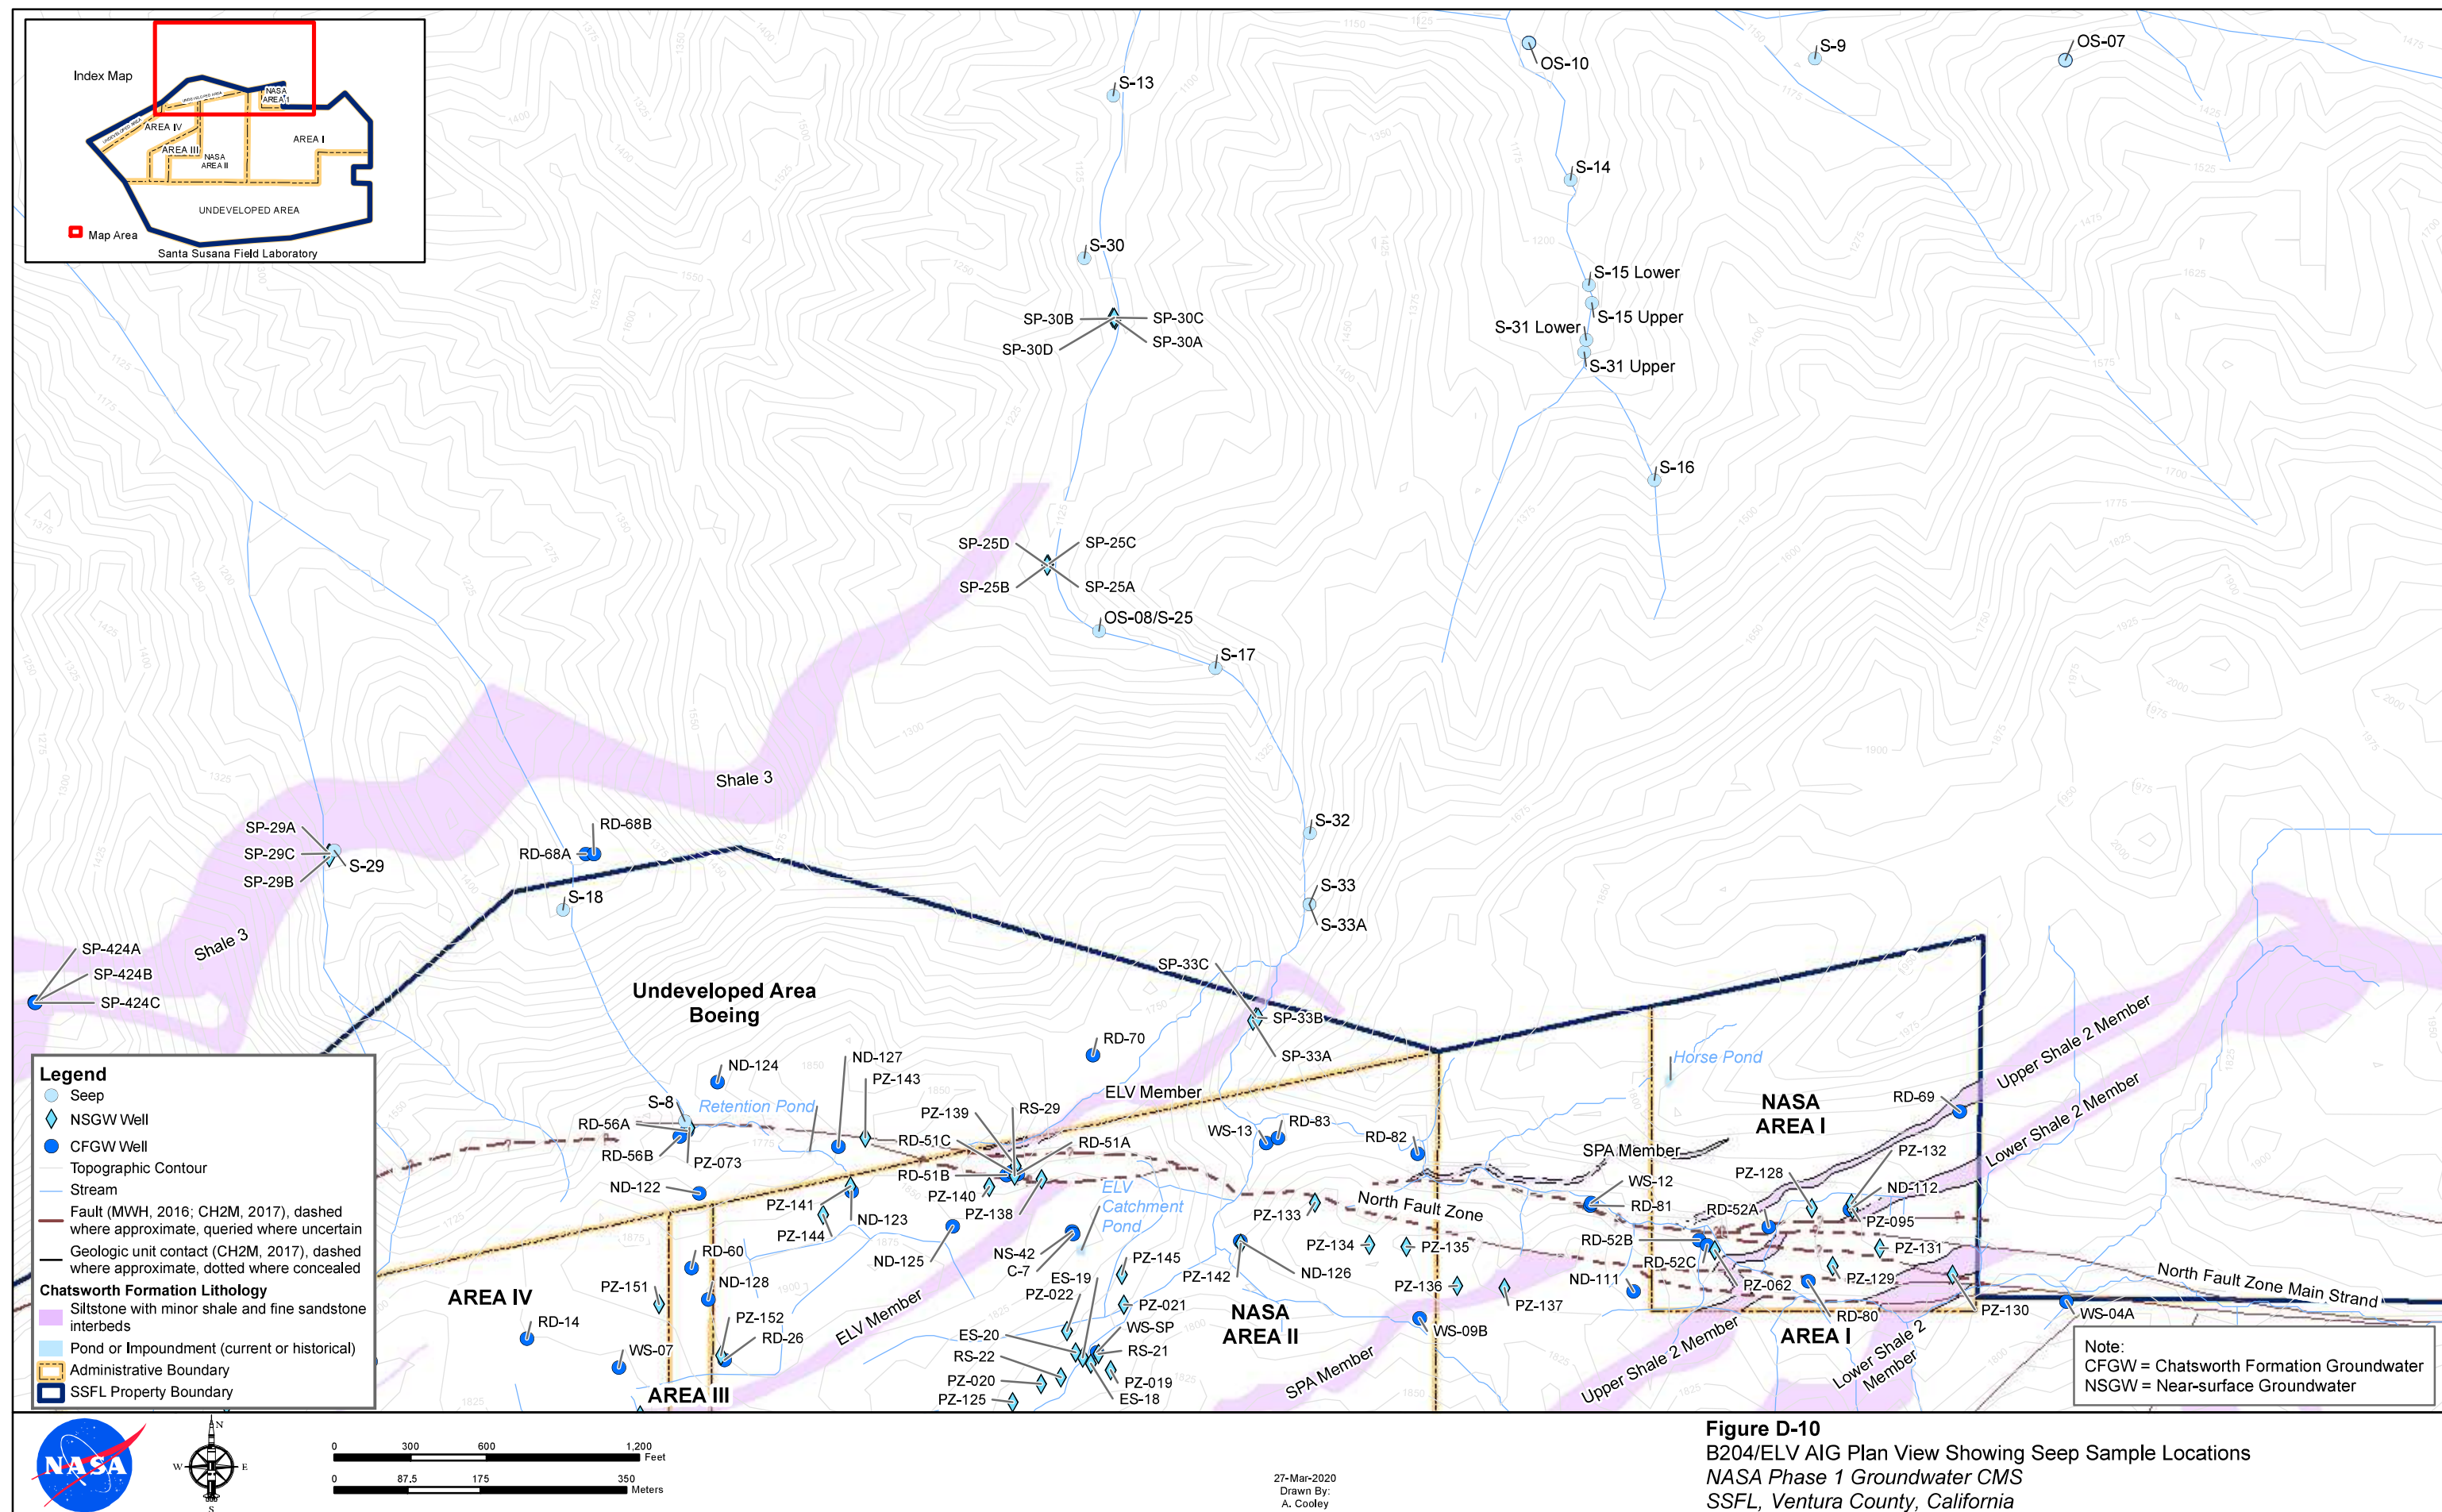 Index Map
UNDEVELOPED AREA
NASA
AREA I
UNDEVELOPED AREA
AREA IV
AREA III
NASA
AREA II
AREA I
UNDEVELOPED AREA
Map Area
Santa Susana Field Laboratory
S-13
OS-10
S-9
OS-07
S-14
S-30
S-15 Lower
S-15 Upper
SP-30B
SP-30C
SP-30D
SP-30A
S-31 Lower
S-31 Upper
S-16
SP-25D
SP-25C
SP-25B
SP-25A
OS-08/S-25
S-17
Shale 3
S-32
SP-29A
SP-29C
SP-29B
S-29
RD-68B
RD-68A
S-18
S-33
S-33A
Shale 3
SP-424A
SP-424B
SP-424C
SP-33C
SP-33B
SP-33A
Undeveloped Area
Boeing
RD-70
ND-124
ND-127
PZ-143
ELV Member
Horse Pond
NASA
AREA I
RD-69
Upper Shale 2 Member
Lower Shale 2 Member
S-8
Retention Pond
RD-56A
RD-56B
PZ-073
PZ-139
RS-29
RD-51C
RD-51A
RD-51B
PZ-140
PZ-138
WS-13
RD-83
RD-82
SPA Member
PZ-132
PZ-128
ND-112
PZ-095
ND-122
PZ-141
PZ-144
ND-123
ND-125
ELV
Catchment
Pond
North Fault Zone
PZ-133
WS-12
RD-81
RD-52A
RD-52B
RD-52C
PZ-131
PZ-062
PZ-129
PZ-130
RD-80
ND-111
PZ-134
PZ-135
PZ-136
PZ-137
PZ-142
ND-126
NS-42
C-7
PZ-145
ES-19
PZ-022
PZ-021
WS-SP
ES-20
RS-21
RS-22
PZ-019
PZ-020
ES-18
PZ-125
RD-60
ND-128
PZ-151
PZ-152
RD-26
RD-14
WS-07
AREA IV
AREA III
ELV Member
NASA
AREA II
WS-09B
SPA Member
Upper Shale 2 Member
AREA I
Lower Shale 2
Member
North Fault Zone Main Strand
WS-04A
Legend
Seep
NSGW Well
CFGW Well
Topographic Contour
Stream
Fault (MWH, 2016; CH2M, 2017), dashed
where approximate, queried where uncertain
Geologic unit contact (CH2M, 2017), dashed
where approximate, dotted where concealed
Chatsworth Formation Lithology
Siltstone with minor shale and fine sandstone
interbeds
Pond or Impoundment (current or historical)
Administrative Boundary
SSFL Property Boundary
Note:
CFGW = Chatsworth Formation Groundwater
NSGW = Near-surface Groundwater
NASA
N
W E
S
0 300 600 1,200
Feet
0 87.5 175 350
Meters
27-Mar-2020
Drawn By:
A. Cooley
Figure D-10
B204/ELV AIG Plan View Showing Seep Sample Locations
NASA Phase 1 Groundwater CMS
SSFL, Ventura County, California